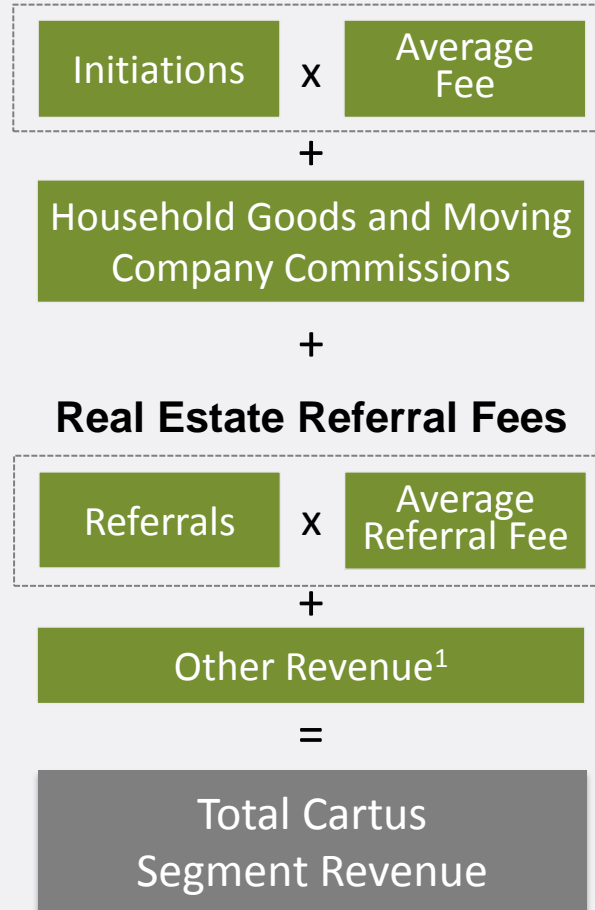 Initiations x Average
Fee
+
Household Goods and Moving
Company Commissions
+
Real Estate Referral Fees
Referrals x Average
Referral Fee
+
Other Revenue1
=
Total Cartus
Segment Revenue